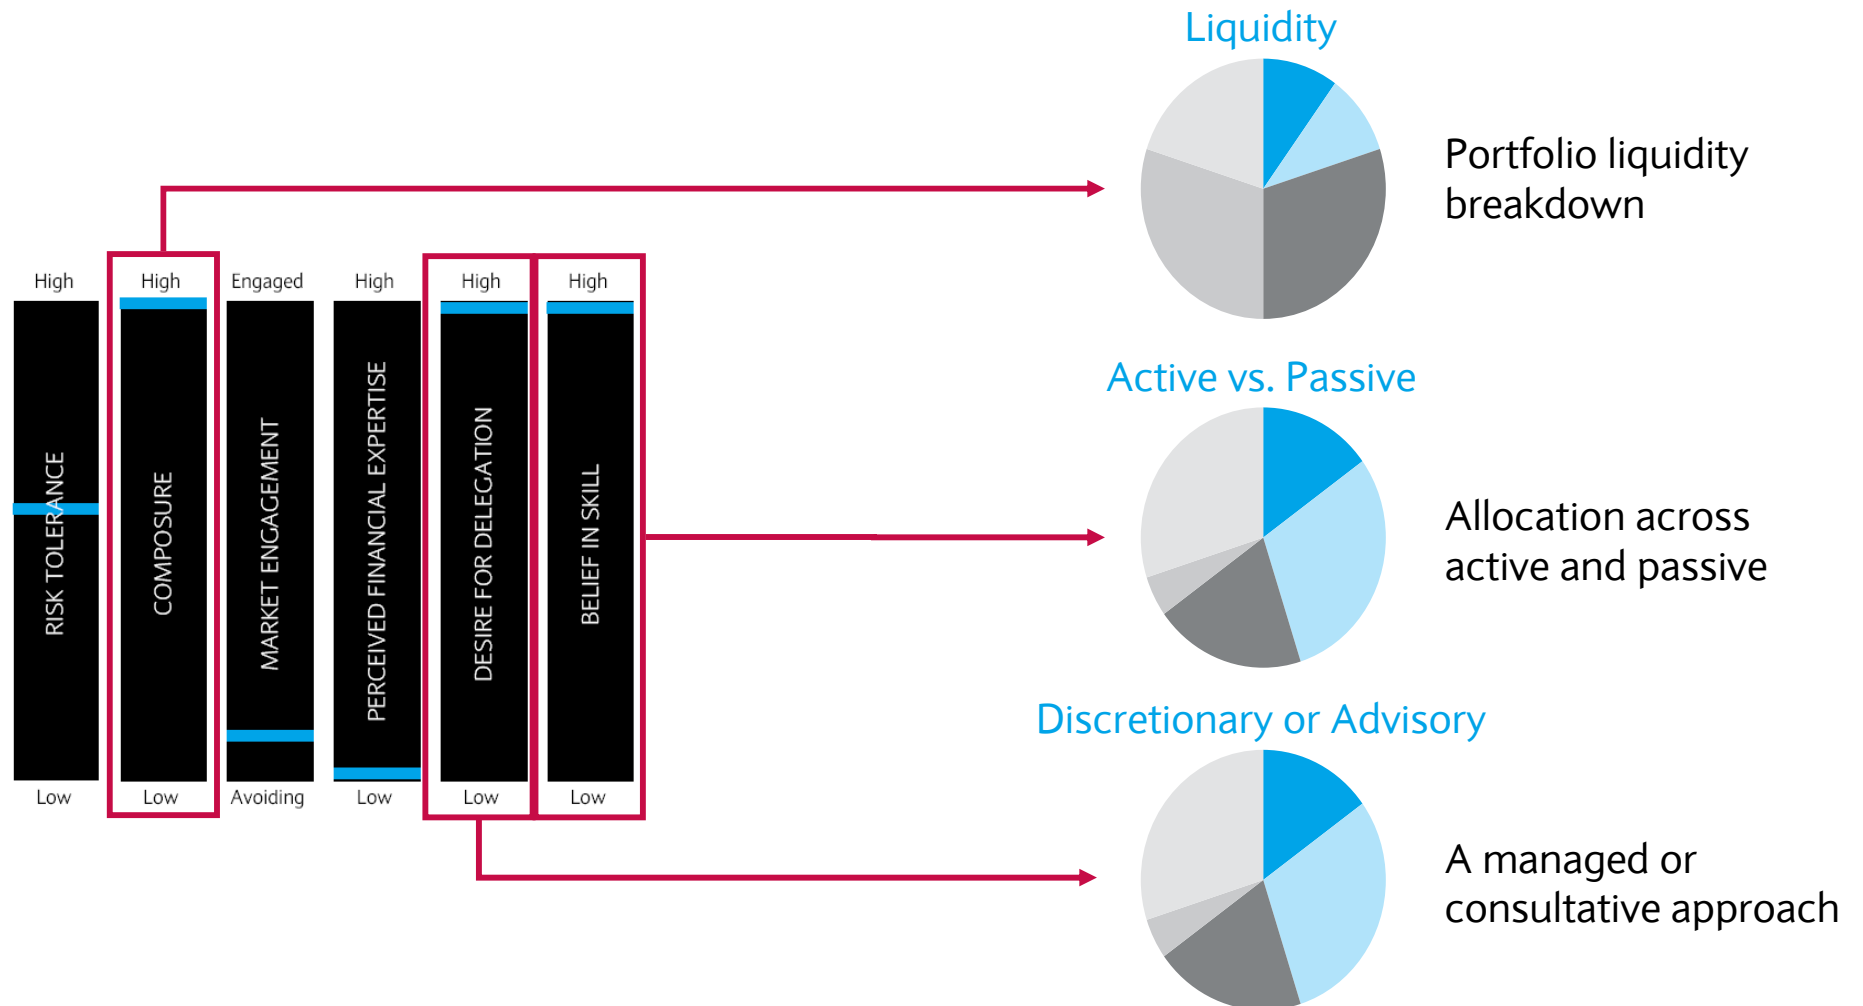 Liquidity
Portfolio liquidity
breakdown
High
High
Engaged
High
High
High
RISK TOLERANCE
COMPOSURE
MARKET ENGAGEMENT
PERCEIVED FINANCIAL EXPERTISE
DESIRE FOR DELEGATION
BELIEF IN SKILL
Low
Low
Avoiding
Low
Low
Low
Active vs. Passive
Allocation across
active and passive
Discretionary or Advisory
A managed or
consultative approach